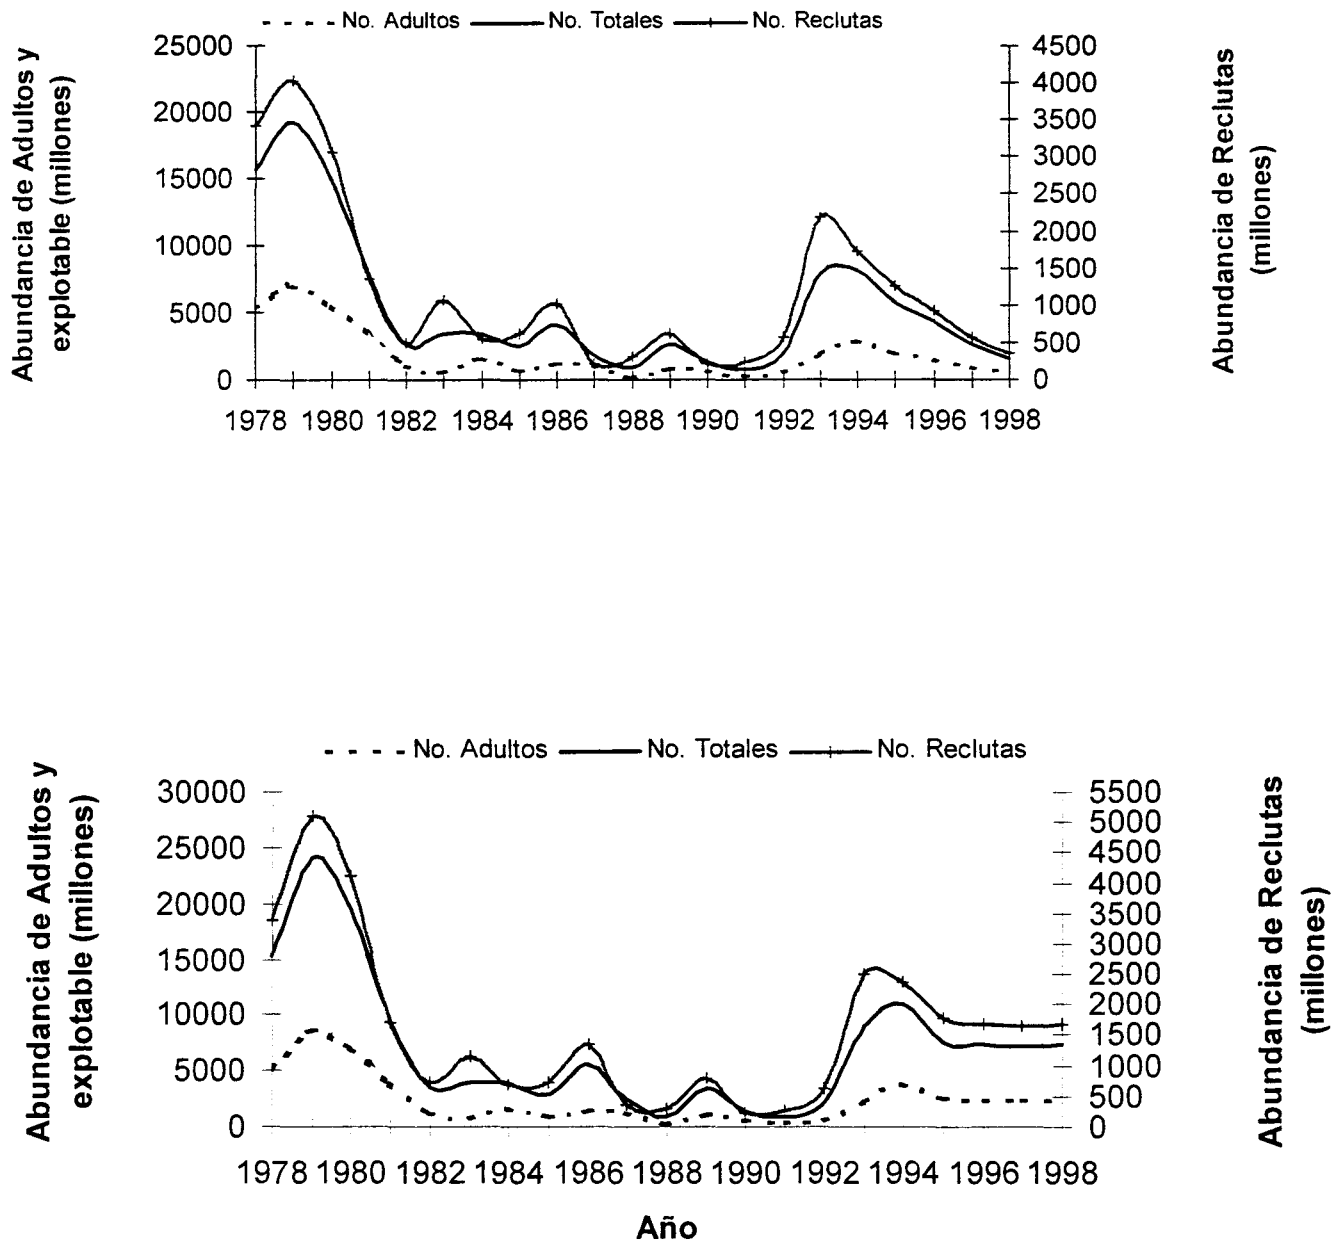 No. Adultos No. Totales No. Reclutas
Abundancia de Adultos y
explotable (millones)
25000
20000
15000
10000
5000
0
4500
4000
3500
3000
2500
2000
1500
1000
500
0
Abundancia de Reclutas
(millones)
1978 1980 1982 1984 1986 1988 1990 1992 1994 1996 1998
No. Adultos No. Totales No. Reclutas
Abundancia de Adultos y
explotable (millones)
30000
25000
20000
15000
10000
5000
0
5500
5000
4500
4000
3500
3000
2500
2000
1500
1000
500
0
Abundancia de Reclutas
(millones)
1978 1980 1982 1984 1986 1988 1990 1992 1994 1996 1998
Año